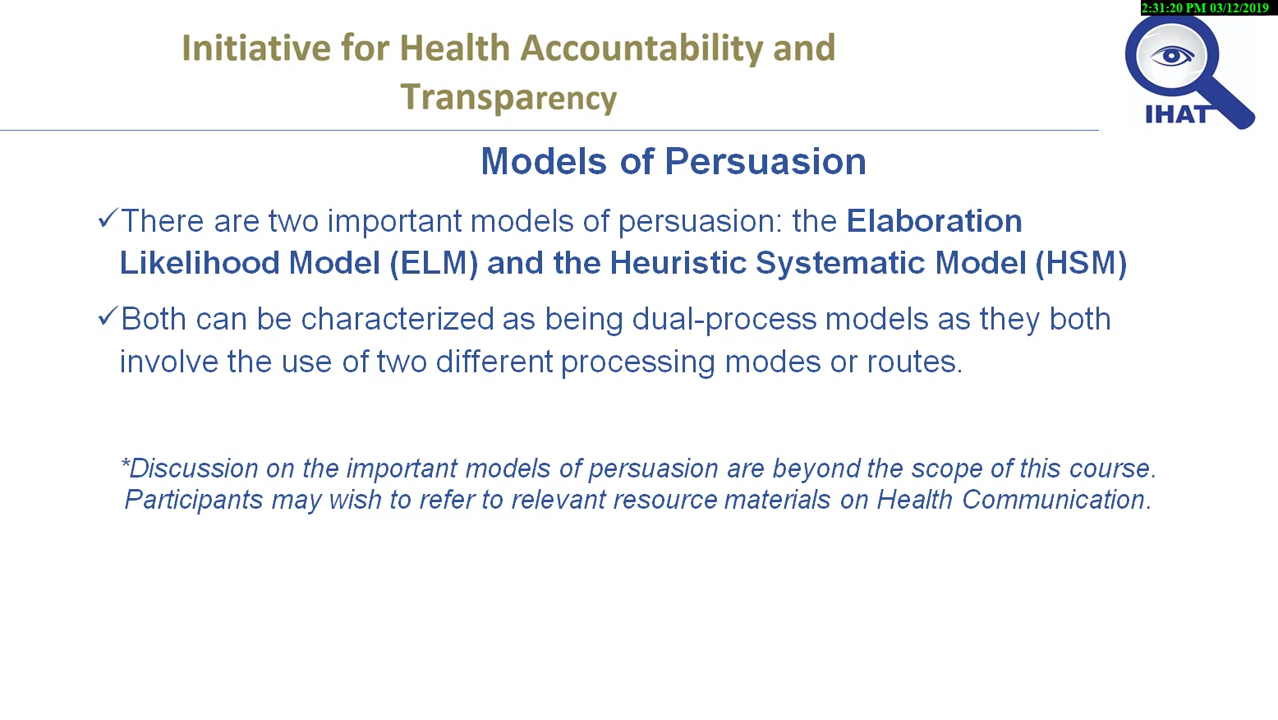 2:31:20 PM 03/12/2019
Initiative for Health Accountability and
Transparency
IHAT
Models of Persuasion
✓There are two important models of persuasion: the Elaboration
Likelihood Model (ELM) and the Heuristic Systematic Model (HSM)
✓Both can be characterized as being dual-process models as they both
involve the use of two different processing modes or routes.
*Discussion on the important models of persuasion are beyond the scope of this course.
Participants may wish to refer to relevant resource materials on Health Communication.